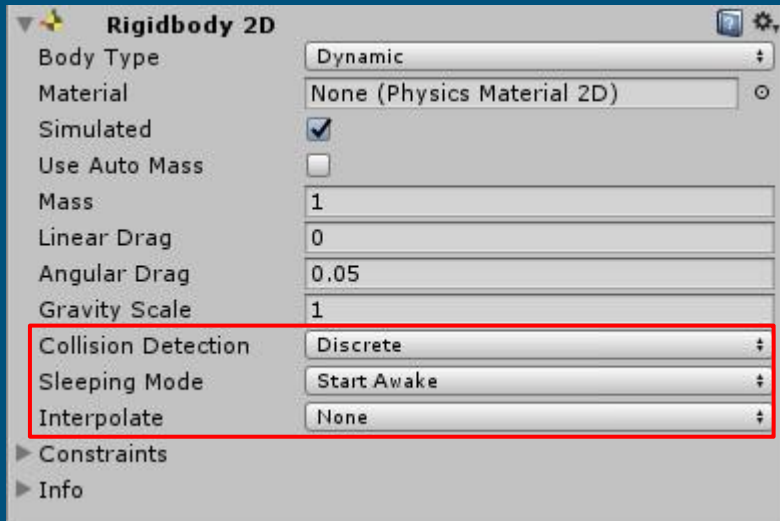 Rigidbody 2D
Body Type Dynamic
Material None (Physics Material 2D)
Simulated
Use Auto Mass
Mass 1
Linear Drag 0
Angular Drag 0.05
Gravity Scale 1
Collision Detection Discrete
Sleeping Mode Start Awake
Interpolate None
Constraints
Info